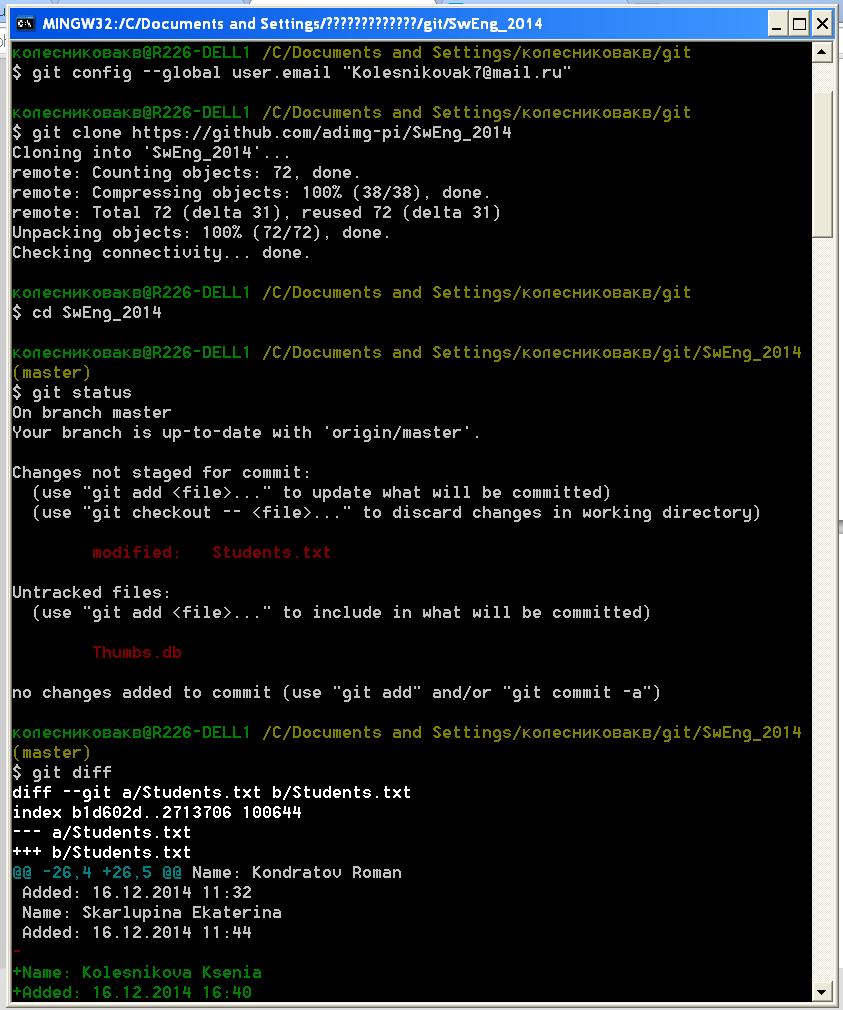 MINGW32:/C/Documents and Settings/?????????????/git/SwEng_2014
колесниковакв@R226-DELL1 /C/Documents and Settings/колесниковакв/git
$ git config --global user.email "Kolesnikovak7@mail.ru"
колесниковакв@R226-DELL1 /C/Documents and Settings/колесниковакв/git
$ git clone https://github.com/adimg-pi/SwEng_2014
Cloning into 'SwEng_2014'...
remote: Counting objects: 72, done.
remote: Compressing objects: 100% (38/38), done.
remote: Total 72 (delta 31), reused 72 (delta 31)
Unpacking objects: 100% (72/72), done.
Checking connectivity... done.
колесниковакв@R226-DELL1 /C/Documents and Settings/колесниковакв/git
$ cd SwEng_2014
колесниковакв@R226-DELL1 /C/Documents and Settings/колесниковакв/git/SwEng_2014
(master)
$ git status
On branch master
Your branch is up-to-date with 'origin/master'.
Changes not staged for commit:
  (use "git add <file>..." to update what will be committed)
  (use "git checkout -- <file>..." to discard changes in working directory)
        modified:   Students.txt
Untracked files:
  (use "git add <file>..." to include in what will be committed)
        Thumbs.db
no changes added to commit (use "git add" and/or "git commit -a")
колесниковакв@R226-DELL1 /C/Documents and Settings/колесниковакв/git/SwEng_2014
(master)
$ git diff
diff --git a/Students.txt b/Students.txt
index b1d602d..2713706 100644
--- a/Students.txt
+++ b/Students.txt
@@ -26,4 +26,5 @@ Name: Kondratov Roman
 Added: 16.12.2014 11:32
 Name: Skarlupina Ekaterina
 Added: 16.12.2014 11:44
-
+Name: Kolesnikova Ksenia
+Added: 16.12.2014 16:40